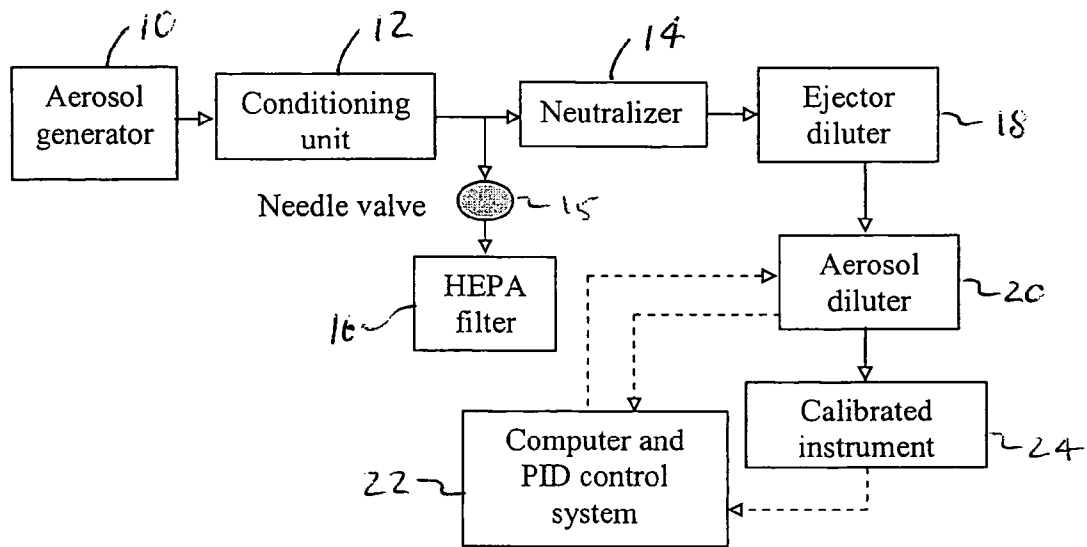 10
12
14
Aerosol
generator
Conditioning
unit
Neutralizer
Ejector
diluter
18
Needle valve
15
HEPA
filter
16
Aerosol
diluter
20
Computer and
PID control
system
22
Calibrated
instrument
24